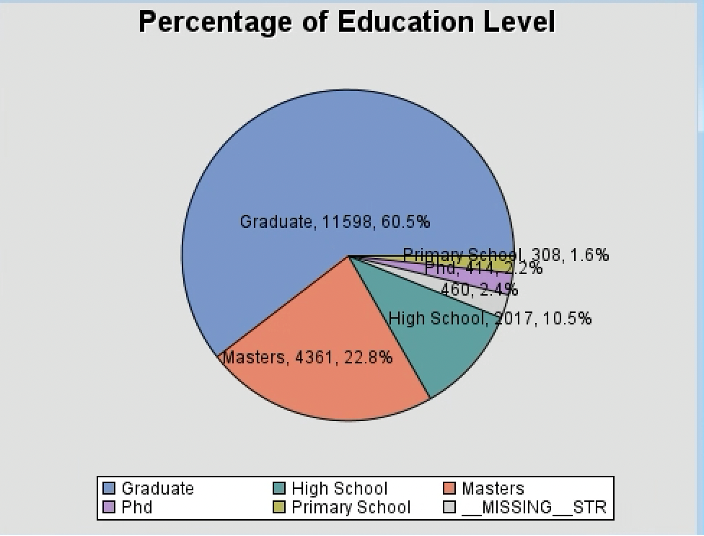 Percentage of Education Level
Graduate, 11598, 60.5%
Primary School, 308, 1.6%
Phd, 414, 2.2%
460, 2.4%
High School, 2017, 10.5%
Masters, 4361, 22.8%
Graduate High School Masters
Phd Primary School __MISSING__STR